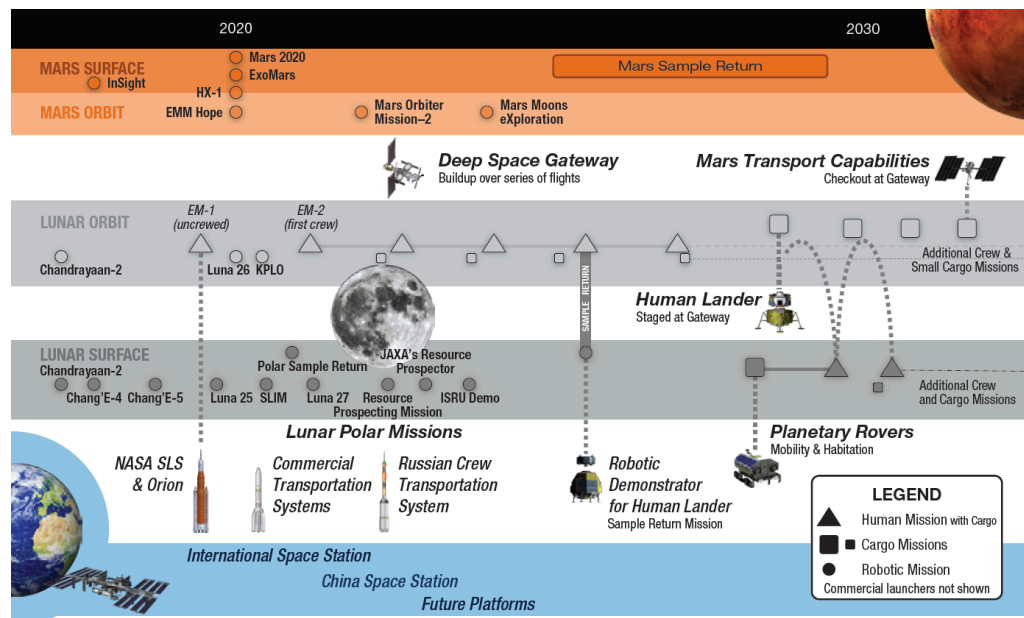 2020
2030
MARS SURFACE
InSight
Mars 2020
ExoMars
HX-1
Mars Sample Return
MARS ORBIT
EMM Hope
Mars Orbiter
Mission–2
Mars Moons
eXploration
Deep Space Gateway
Buildup over series of flights
Mars Transport Capabilities
Checkout at Gateway
LUNAR ORBIT
EM-1
(uncrewed)
EM-2
(first crew)
Chandrayaan-2
Luna 26
KPLO
Additional Crew &
Small Cargo Missions
SAMPLE RETURN
Human Lander
Staged at Gateway
LUNAR SURFACE
Chandrayaan-2
Chang’E-4
Chang’E-5
Polar Sample Return
Luna 25
SLIM
Luna 27
JAXA’s Resource
Prospector
Resource
Prospecting Mission
ISRU Demo
Additional Crew
and Cargo Missions
Lunar Polar Missions
Planetary Rovers
Mobility & Habitation
NASA SLS
& Orion
Commercial
Transportation
Systems
Russian Crew
Transportation
System
Robotic
Demonstrator
for Human Lander
Sample Return Mission
LEGEND
Human Mission with Cargo
Cargo Missions
Robotic Mission
Commercial launchers not shown
International Space Station
China Space Station
Future Platforms